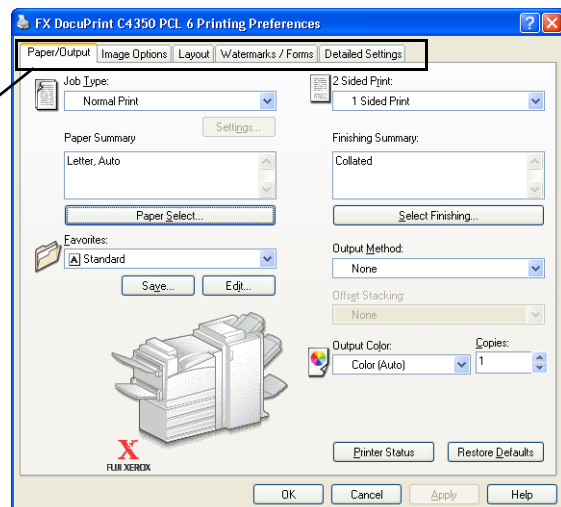 FX DocuPrint C4350 PCL 6 Printing Preferences
Paper/Output Image Options Layout Watermarks / Forms Detailed Settings
Job Type:
Normal Print
Settings...
Paper Summary
Letter, Auto
Paper Select...
Favorites:
A Standard
Save... Edit...
FUJI XEROX
2 Sided Print:
1 Sided Print
Finishing Summary:
Collated
Select Finishing...
Output Method:
None
Offset Stacking:
None
Output Color:
Color (Auto)
Copies:
1
Printer Status Restore Defaults
OK Cancel Apply Help